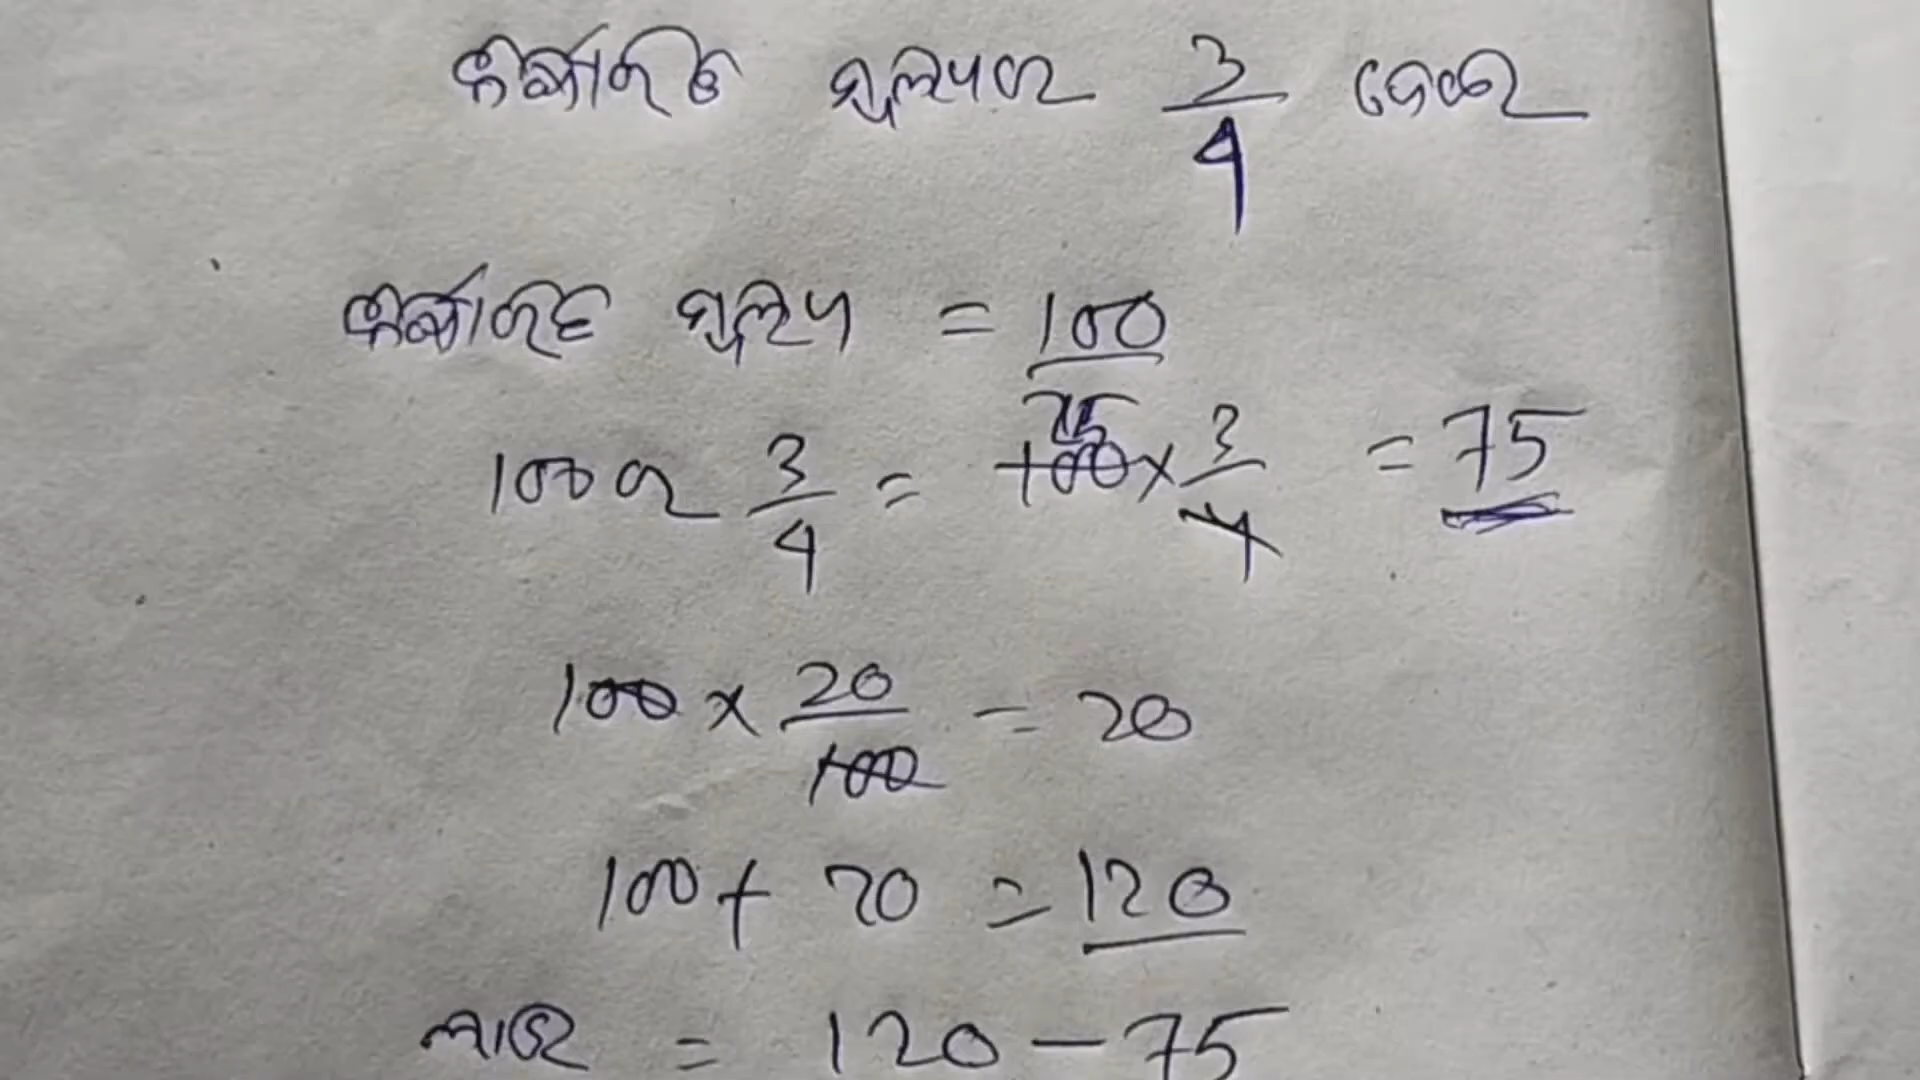 ନିର୍ଦ୍ଧାରିତ ମୂଲ୍ୟର 3/4 ଦେଇ
ନିର୍ଦ୍ଧାରିତ ମୂଲ୍ୟ = 100
100 ର 3/4 = 100 × 3/4 = 75
25
100 × 20/100 = 20
100 + 20 = 120
ଲାଭ = 120 - 75